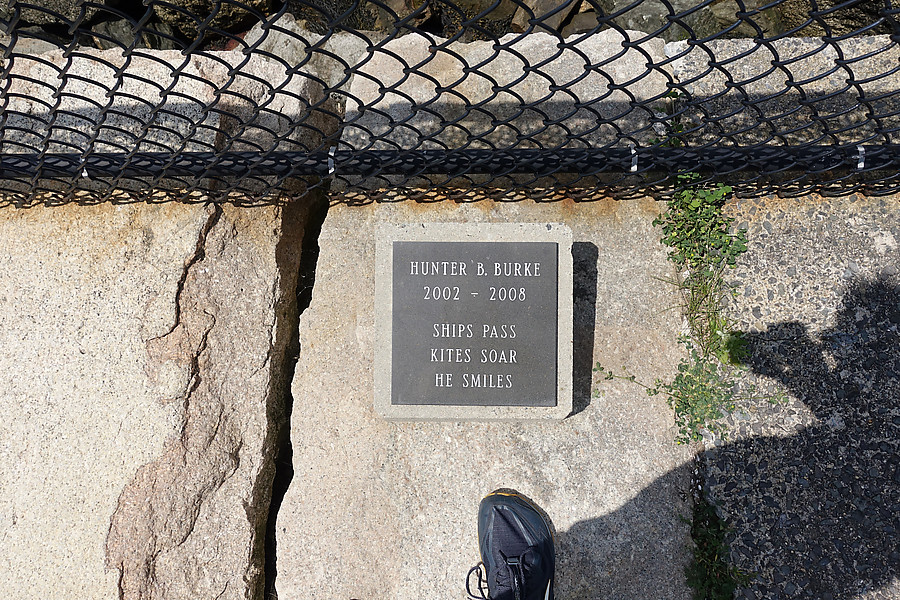 HUNTER B. BURKE
2002 - 2008
SHIPS PASS
KITES SOAR
HE SMILES